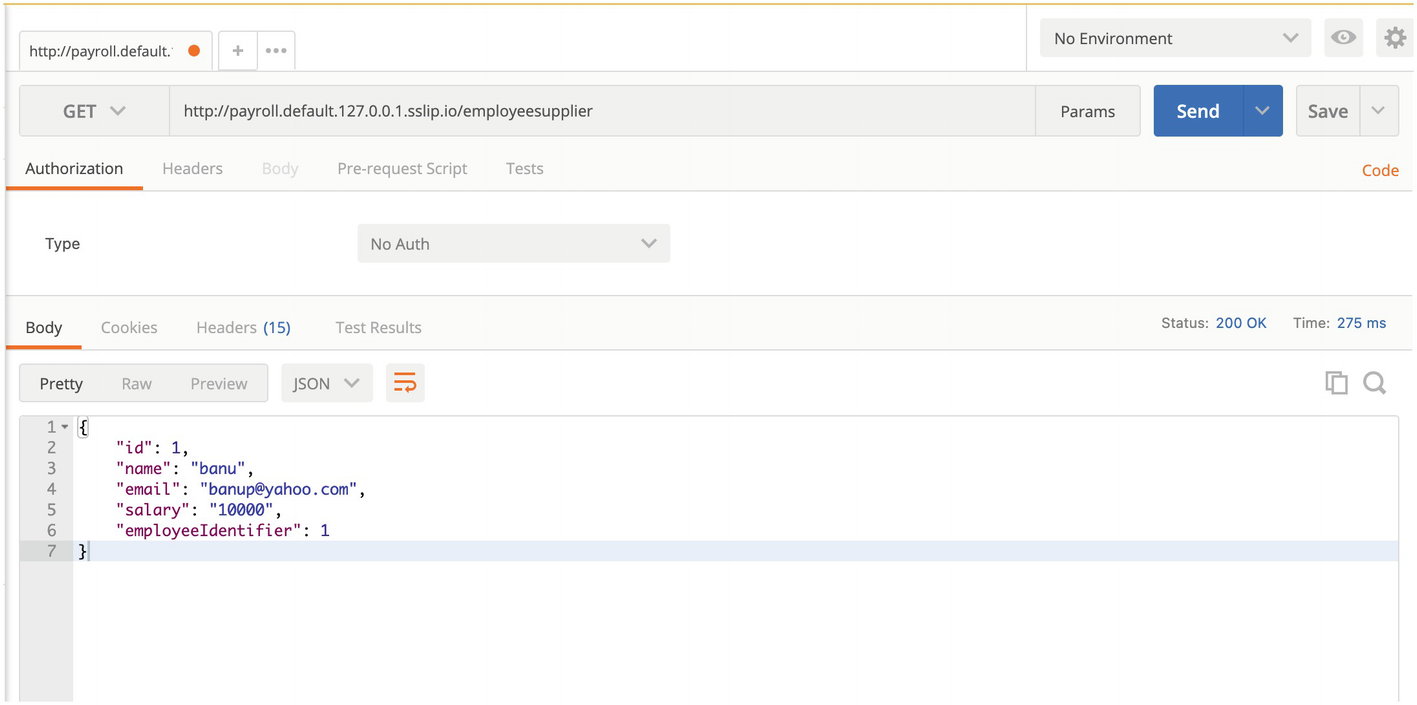 http://payroll.default. + ••• No Environment
GET http://payroll.default.127.0.0.1.sslip.io/employeesupplier Params Send Save
Authorization Headers Body Pre-request Script Tests Code
Type No Auth
Body Cookies Headers (15) Test Results Status: 200 OK Time: 275 ms
Pretty Raw Preview JSON
1 {
2 "id": 1,
3 "name": "banu",
4 "email": "banup@yahoo.com",
5 "salary": "10000",
6 "employeeIdentifier": 1
7 }